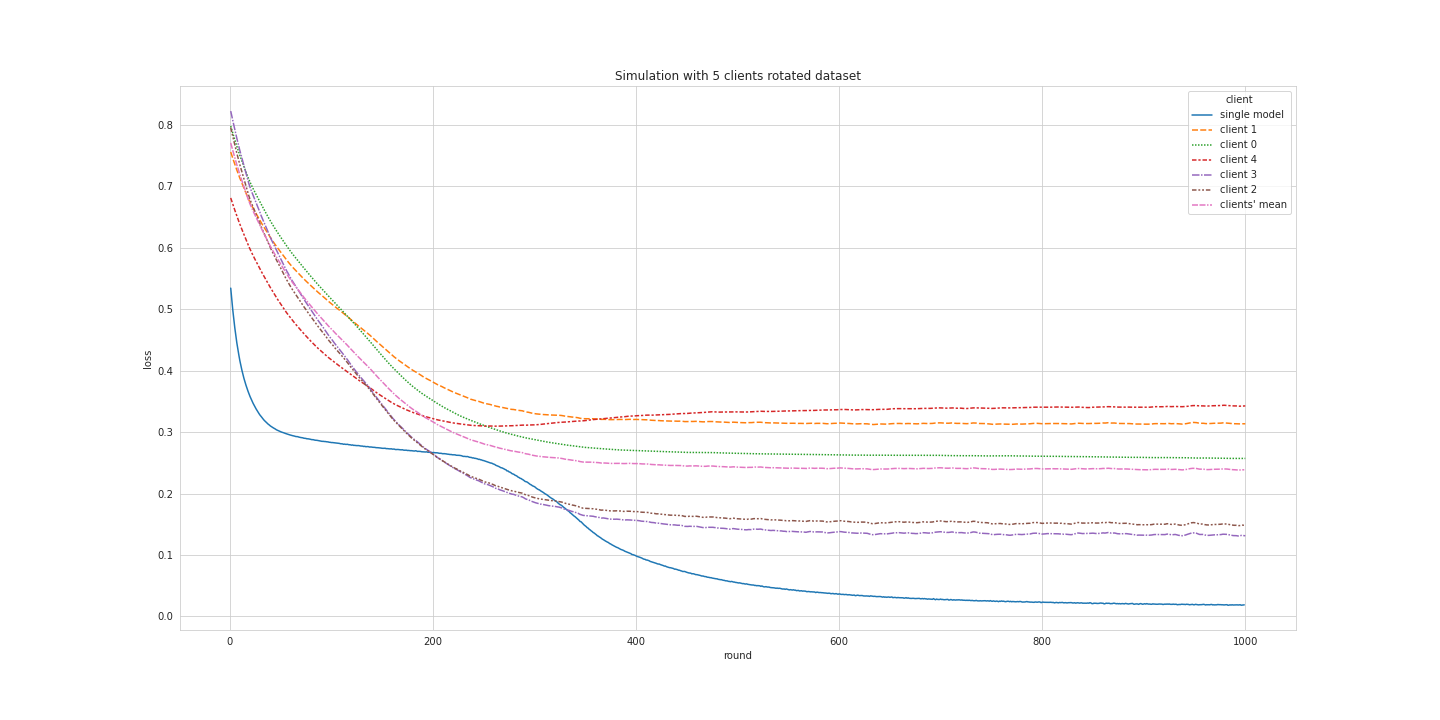 Simulation with 5 clients rotated dataset
client
single model
client 1
client 0
client 4
client 3
client 2
clients' mean
0.8
0.7
0.6
0.5
0.4
0.3
0.2
0.1
0.0
loss
0 200 400 600 800 1000
round